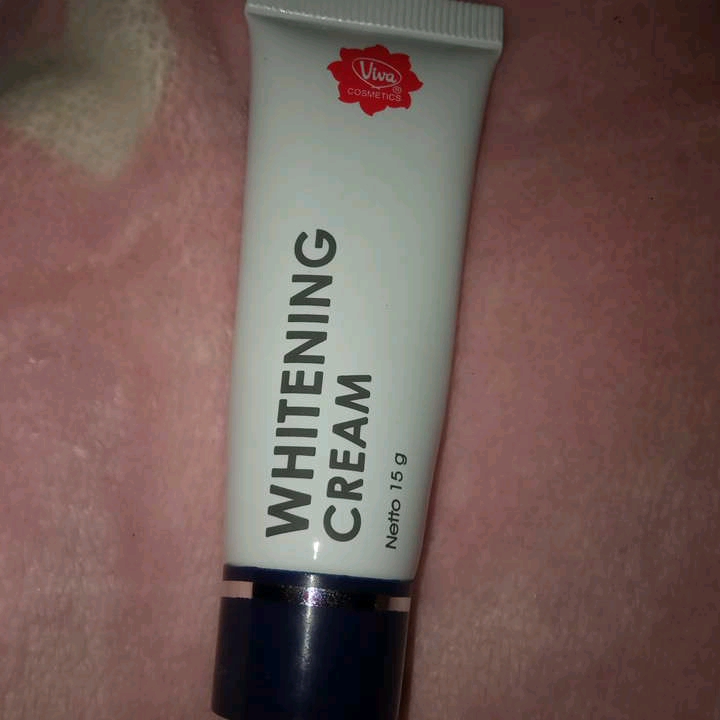 Viva
®
COSMETICS
WHITENING
CREAM
Netto 15 g